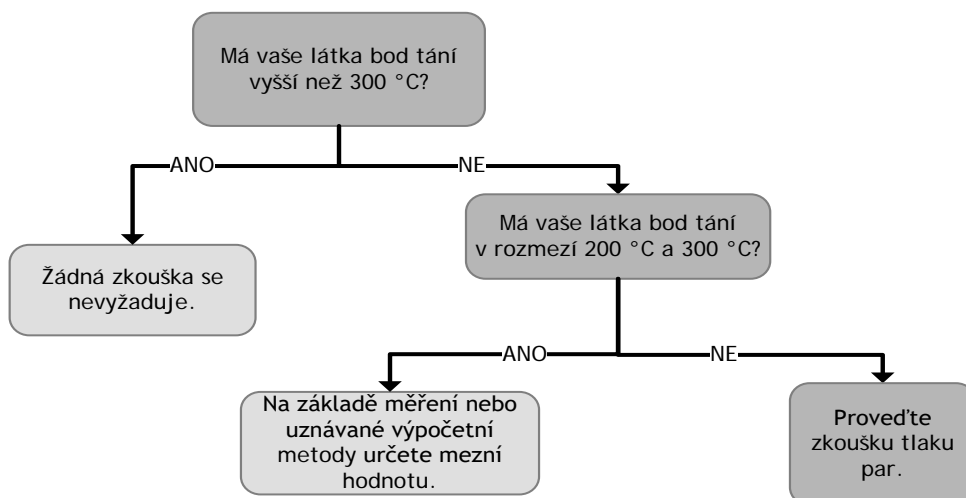 Má vaše látka bod tání
vyšší než 300 °C?
ANO
NE
Má vaše látka bod tání
v rozmezí 200 °C a 300 °C?
Žádná zkouška se
nevyžaduje.
ANO
NE
Na základě měření nebo
uznávané výpočetní
metody určete mezní
hodnotu.
Proveďte
zkoušku tlaku
par.